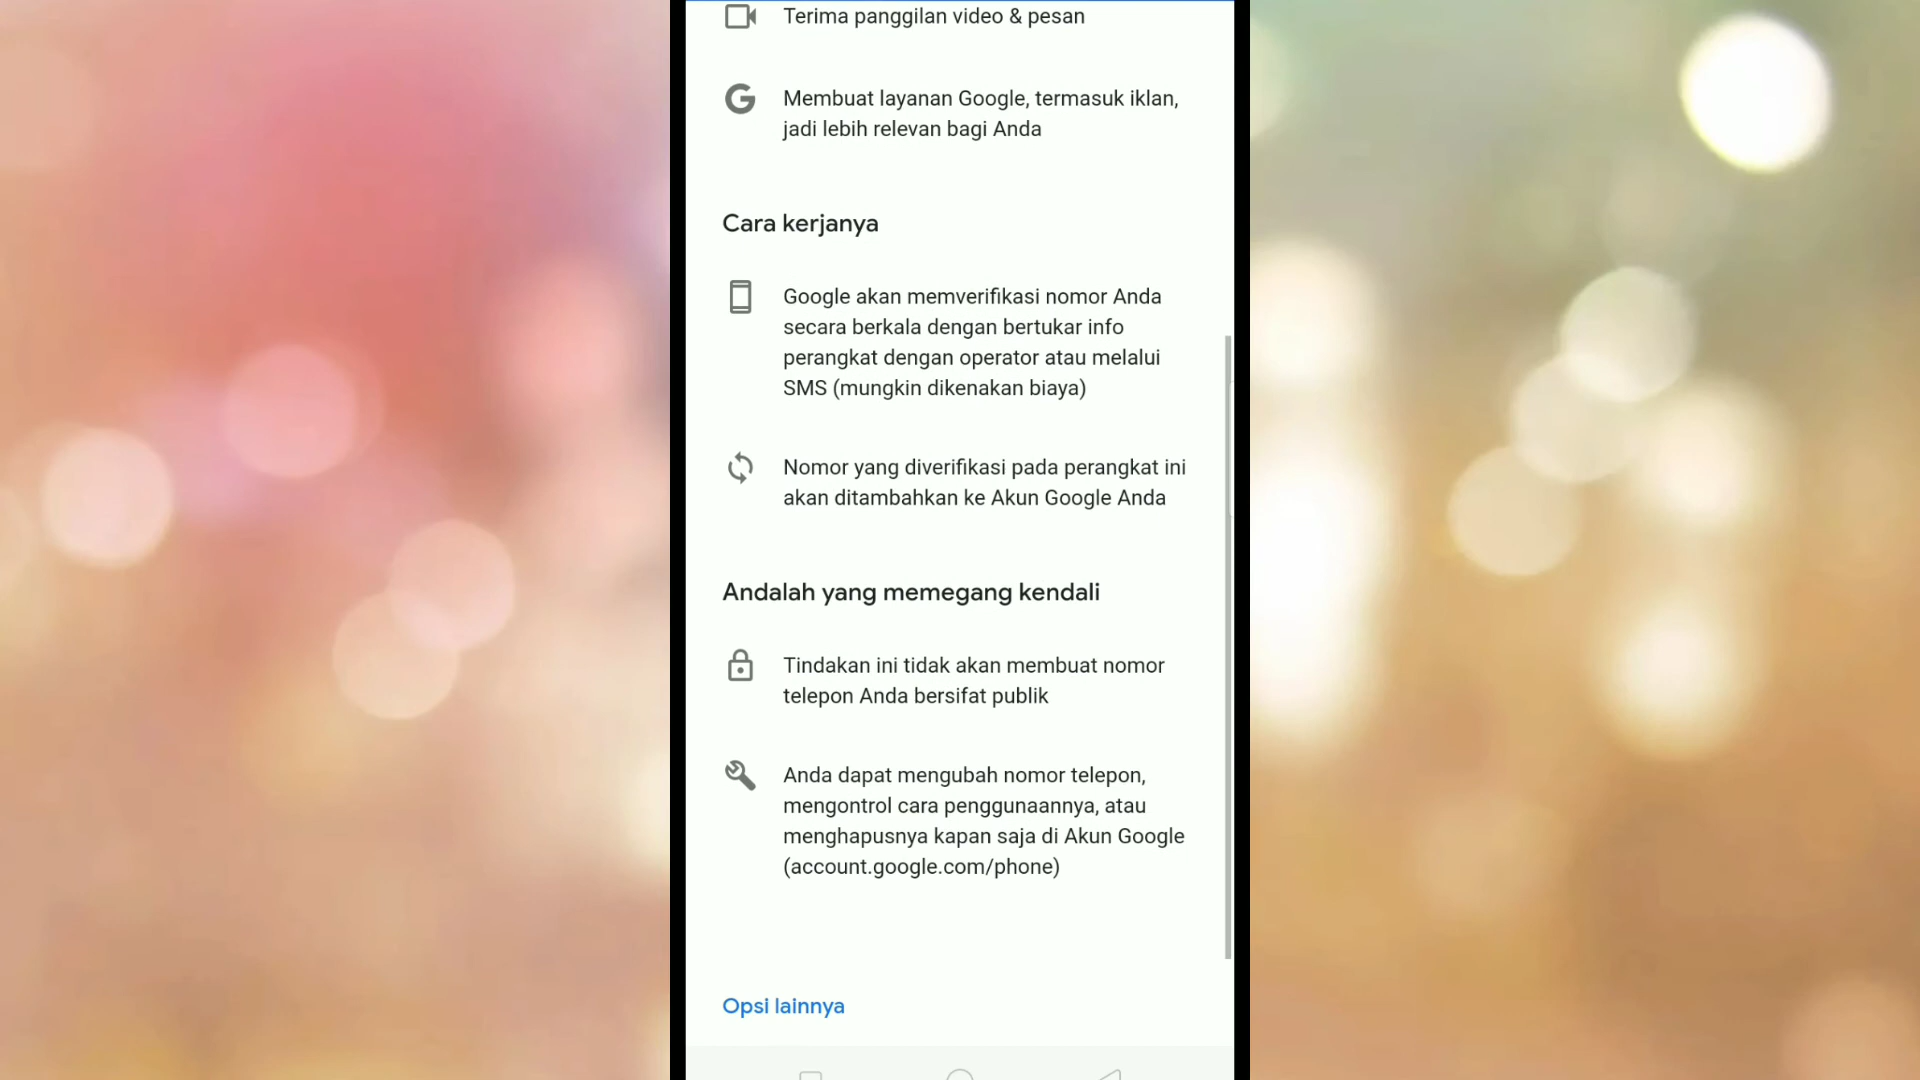 Terima panggilan video & pesan
Membuat layanan Google, termasuk iklan,
jadi lebih relevan bagi Anda
Cara kerjanya
Google akan memverifikasi nomor Anda
secara berkala dengan bertukar info
perangkat dengan operator atau melalui
SMS (mungkin dikenakan biaya)
Nomor yang diverifikasi pada perangkat ini
akan ditambahkan ke Akun Google Anda
Andalah yang memegang kendali
Tindakan ini tidak akan membuat nomor
telepon Anda bersifat publik
Anda dapat mengubah nomor telepon,
mengontrol cara penggunaannya, atau
menghapusnya kapan saja di Akun Google
(account.google.com/phone)
Opsi lainnya